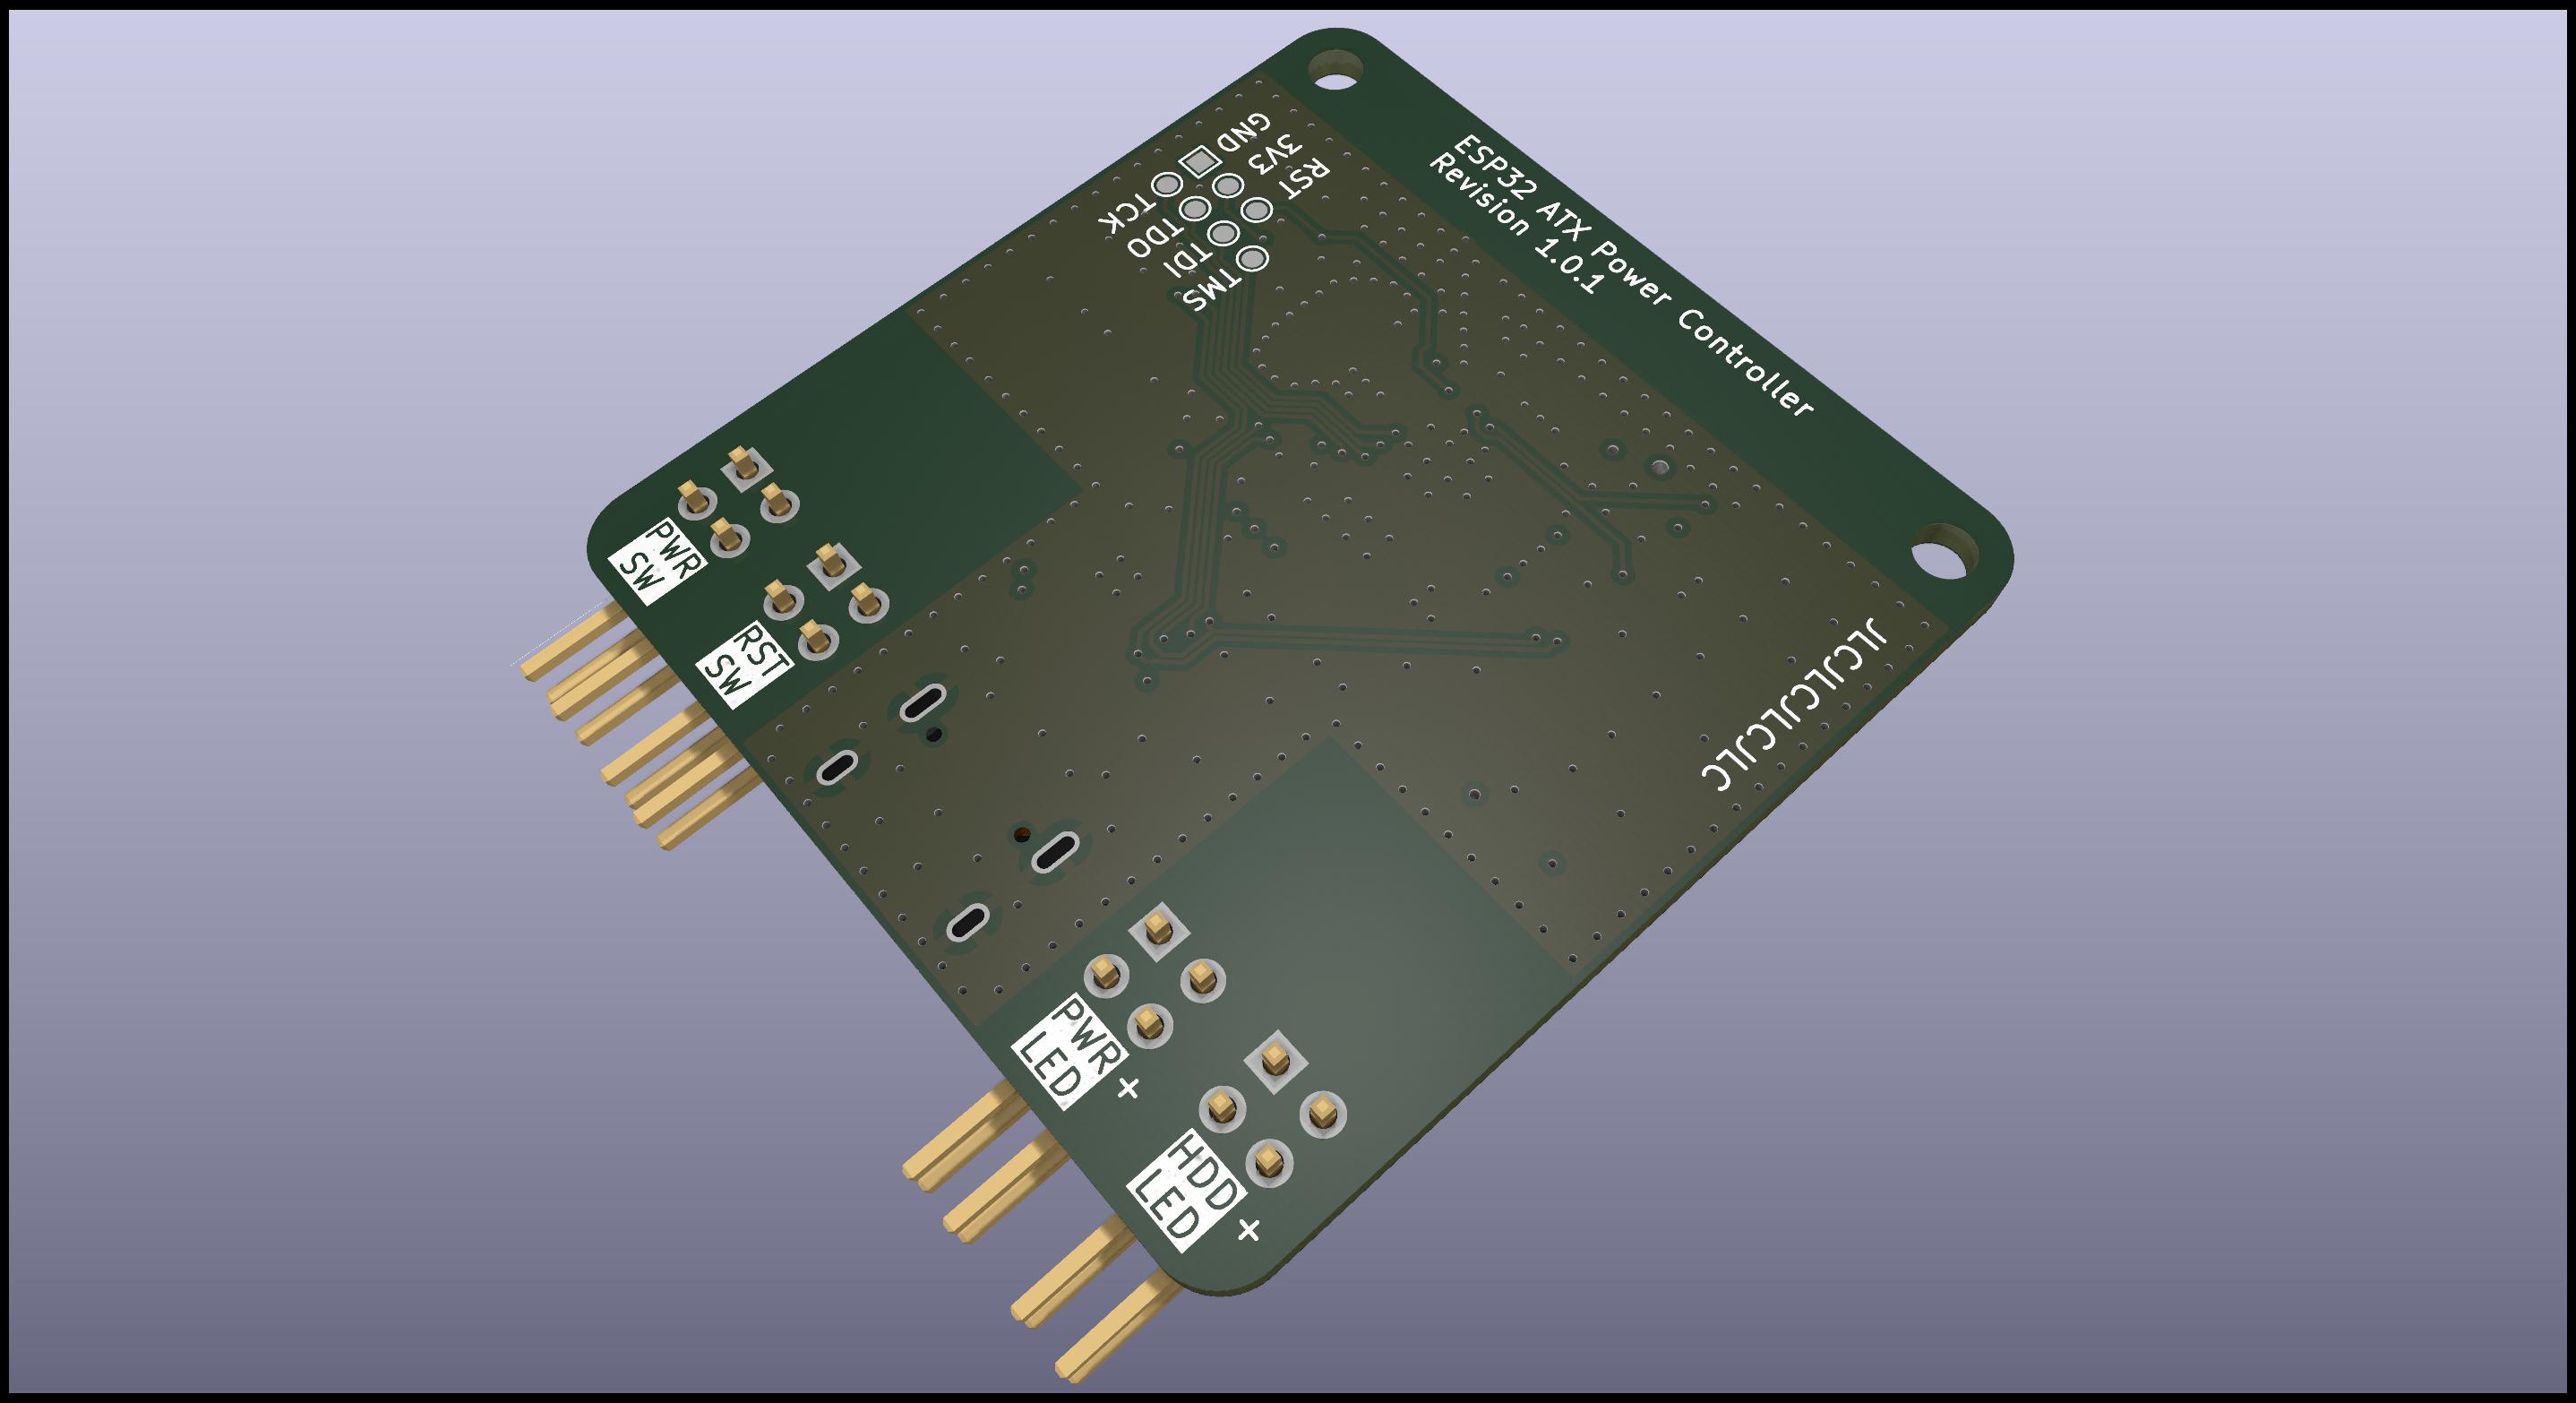 ESP32 ATX Power Controller
Revision 1.0.1
GND
3V3
RST
TCK
TDO
TDI
TMS
PWR
SW
RST
SW
JLCJLCJLCJLC
PWR
LED
+
HDD
LED
+